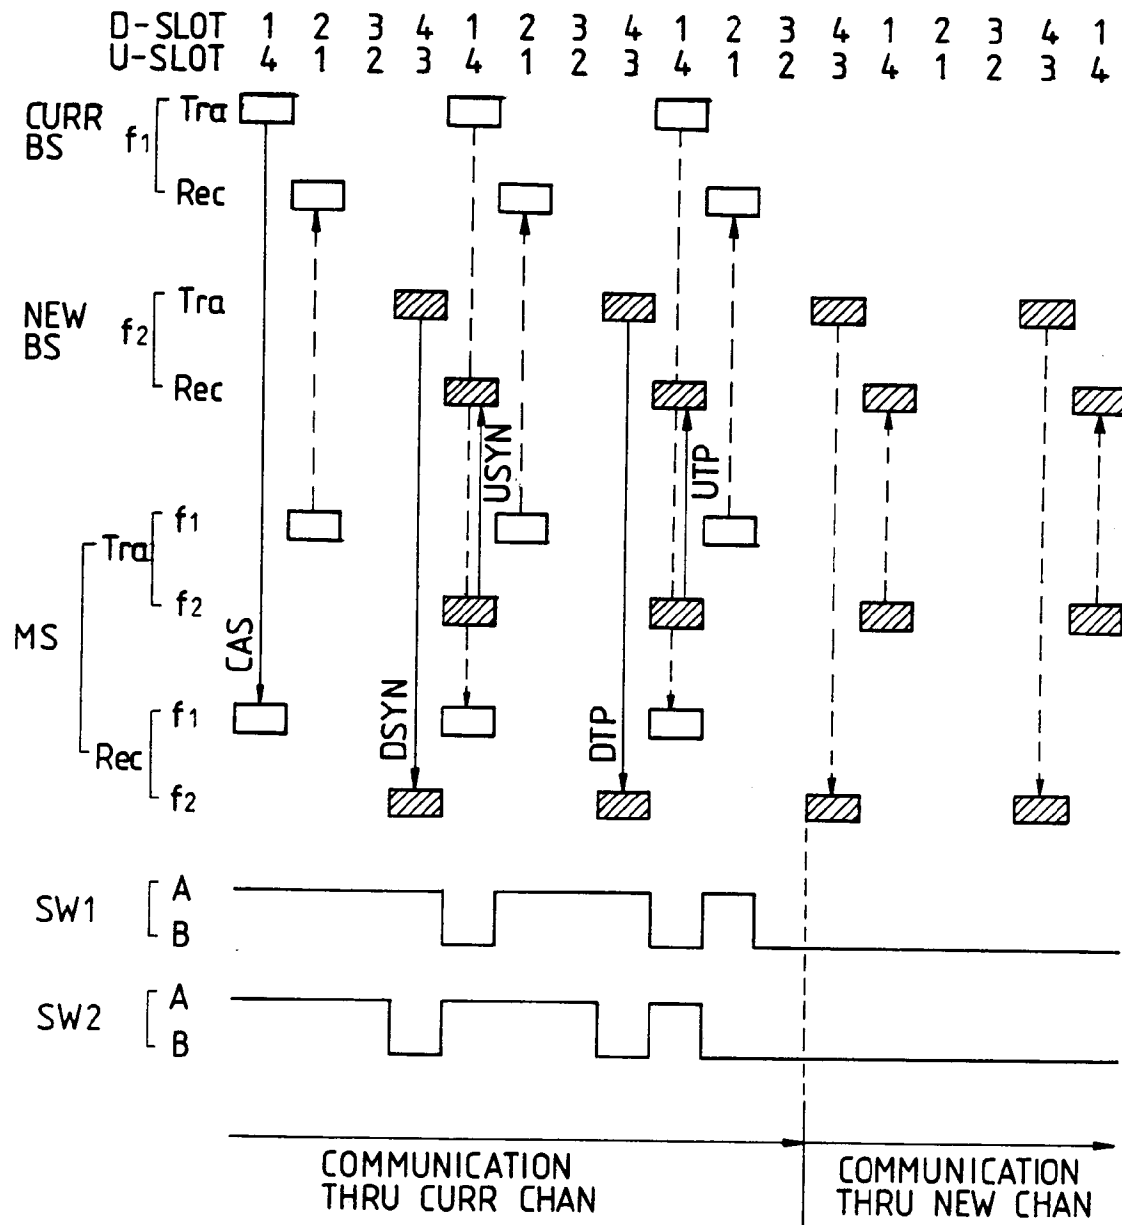 D-SLOT 1 2 3 4 1 2 3 4 1 2 3 4 1 2 3 4 1
U-SLOT 4 1 2 3 4 1 2 3 4 1 2 3 4 1 2 3 4
CURR BS f1 Tra
Rec
NEW BS f2 Tra
Rec
USYN
UTP
MS Tra f1
f2
CAS
DSYN
DTP
Rec f1
f2
SW1 A
B
SW2 A
B
COMMUNICATION
THRU CURR CHAN
COMMUNICATION
THRU NEW CHAN